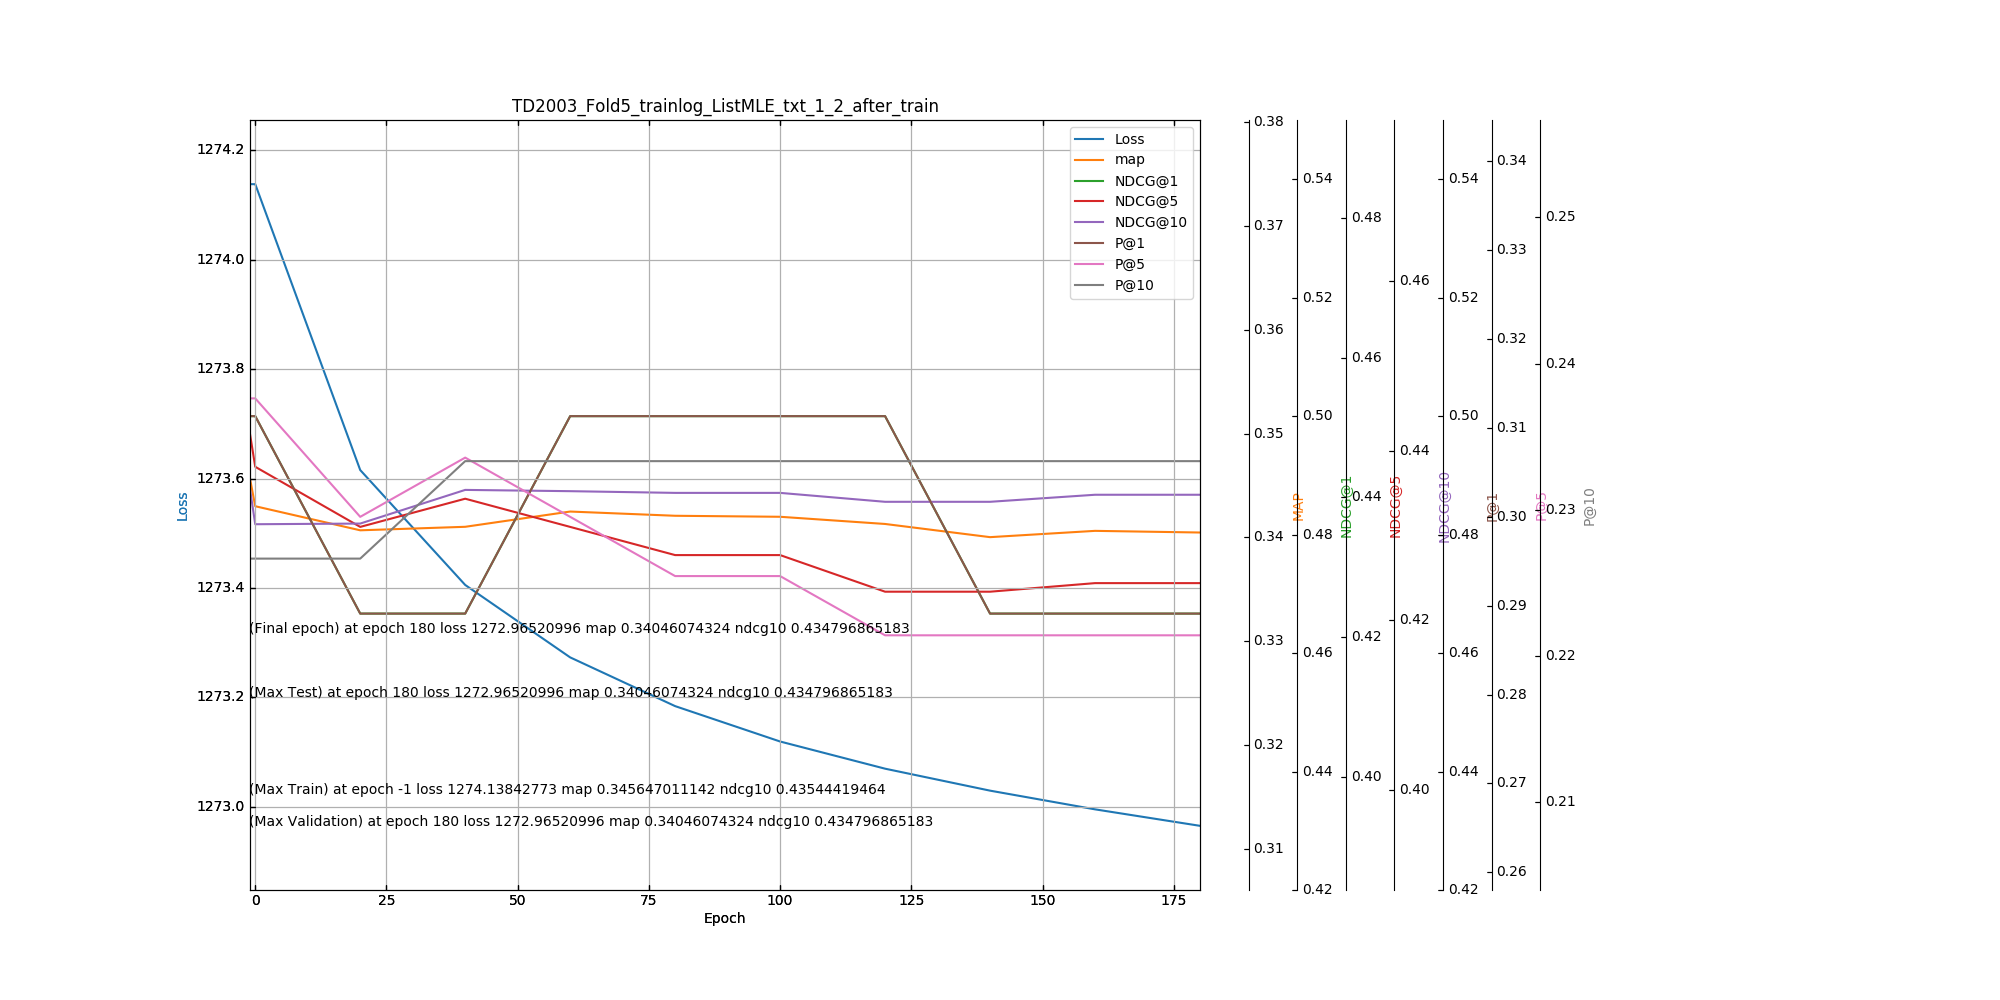 TD2003_Fold5_trainlog_ListMLE_txt_1_2_after_train
Loss
1274.2
1274.0
1273.8
1273.6
1273.4
1273.2
1273.0
Loss
map
NDCG@1
NDCG@5
NDCG@10
P@1
P@5
P@10
(Final epoch) at epoch 180 loss 1272.96520996 map 0.34046074324 ndcg10 0.434796865183
(Max Test) at epoch 180 loss 1272.96520996 map 0.34046074324 ndcg10 0.434796865183
(Max Train) at epoch -1 loss 1274.13842773 map 0.345647011142 ndcg10 0.43544419464
(Max Validation) at epoch 180 loss 1272.96520996 map 0.34046074324 ndcg10 0.434796865183
0 25 50 75 100 125 150 175
Epoch
0.38
0.37
0.36
0.35
0.34
0.33
0.32
0.31
MAP
0.54
0.52
0.50
0.48
0.46
0.44
0.42
NDCG@1
0.48
0.46
0.44
0.42
0.40
NDCG@5
0.46
0.44
0.42
0.40
NDCG@10
0.54
0.52
0.50
0.48
0.46
0.44
0.42
P@1
0.34
0.33
0.32
0.31
0.30
0.29
0.28
0.27
0.26
P@5
0.25
0.24
0.23
0.22
0.21
P@10